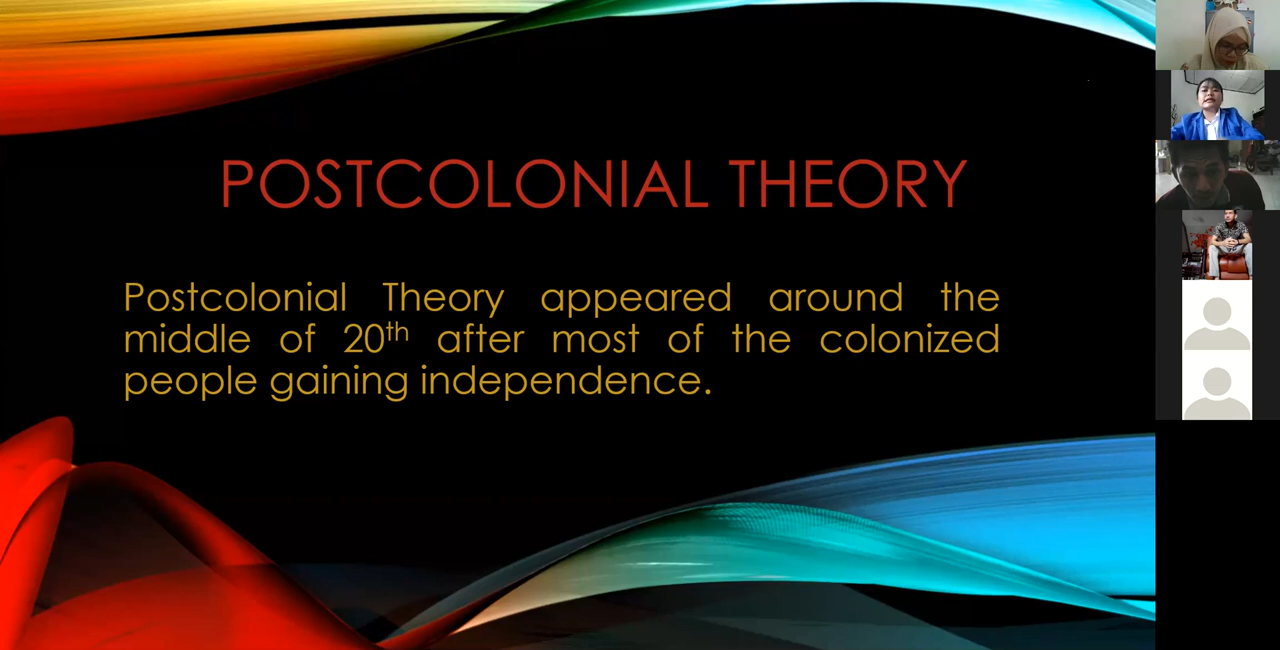 POSTCOLONIAL THEORY
Postcolonial Theory appeared around the
middle of 20th after most of the colonized
people gaining independence.